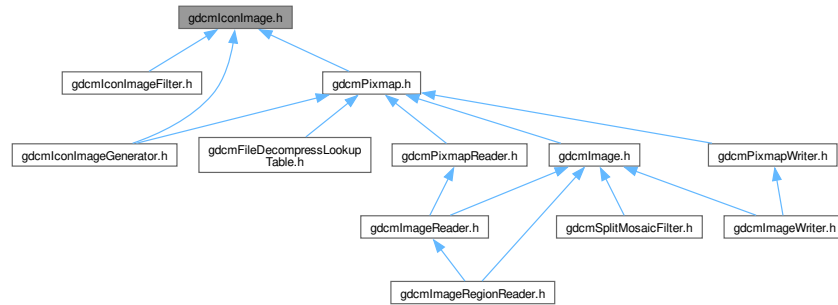 gdcmIconImage.h
gdcmIconImageFilter.h
gdcmPixmap.h
gdcmIconImageGenerator.h
gdcmFileDecompressLookup
Table.h
gdcmPixmapReader.h
gdcmImage.h
gdcmPixmapWriter.h
gdcmImageReader.h
gdcmSplitMosaicFilter.h
gdcmImageWriter.h
gdcmImageRegionReader.h